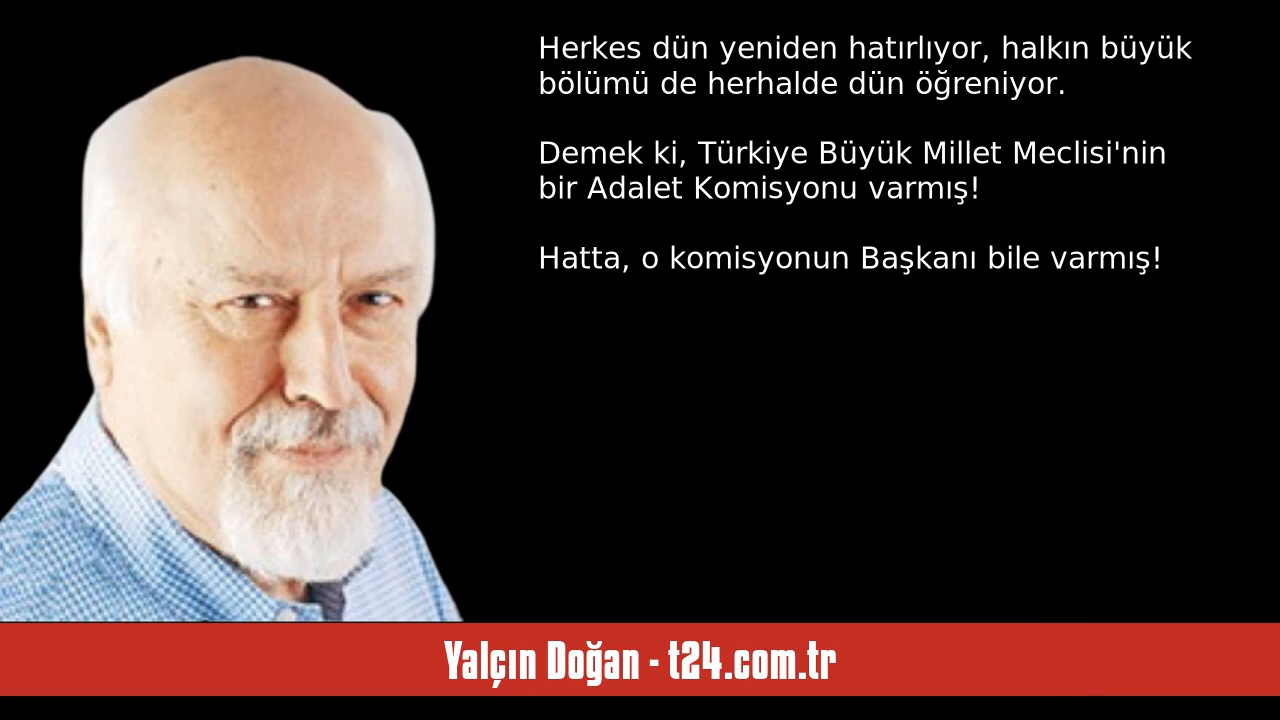 Herkes dün yeniden hatırlıyor, halkın büyük
bölümü de herhalde dün öğreniyor.
Demek ki, Türkiye Büyük Millet Meclisi'nin
bir Adalet Komisyonu varmış!
Hatta, o komisyonun Başkanı bile varmış!
Yalçın Doğan - t24.com.tr